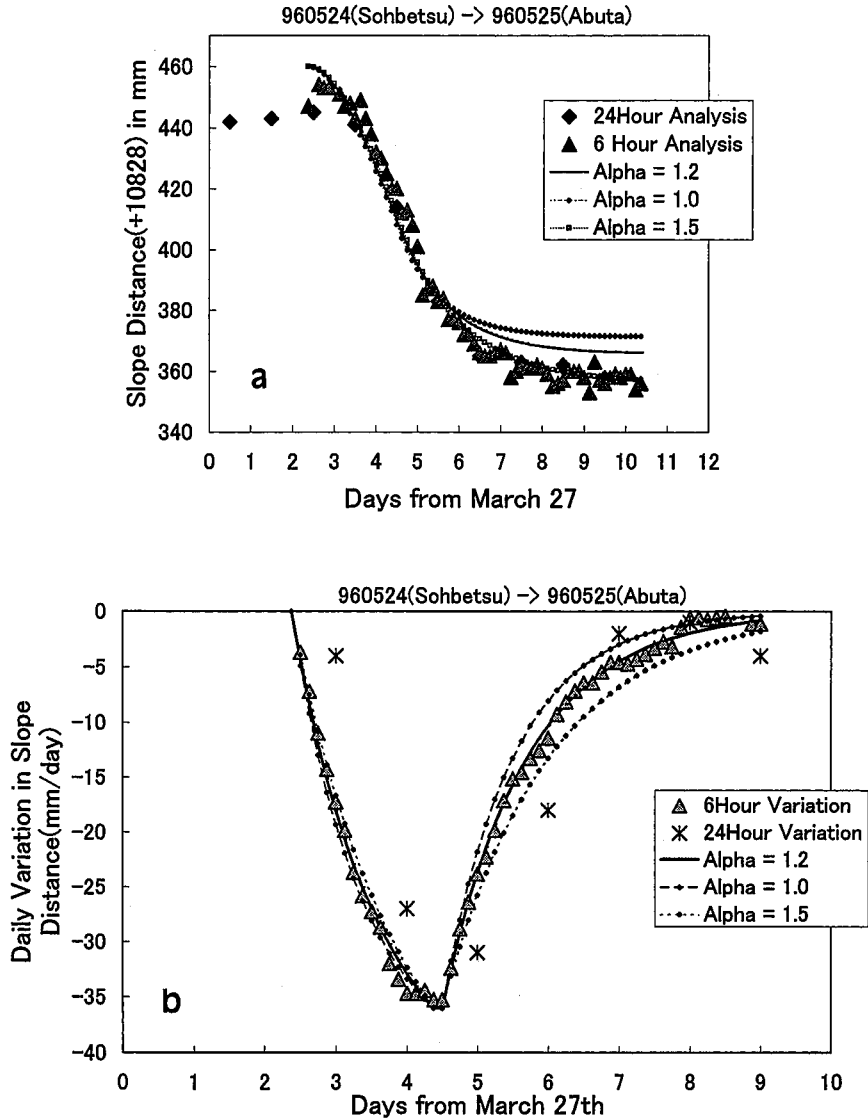 960524(Sohbetsu) -> 960525(Abuta)
Slope Distance(+10828) in mm
460
440
420
400
380
360
340
0 1 2 3 4 5 6 7 8 9 10 11 12
Days from March 27
a
24Hour Analysis
6 Hour Analysis
Alpha = 1.2
Alpha = 1.0
Alpha = 1.5
960524(Sohbetsu) -> 960525(Abuta)
Daily Variation in Slope
Distance(mm/day)
0
-5
-10
-15
-20
-25
-30
-35
-40
0 1 2 3 4 5 6 7 8 9 10
Days from March 27th
b
6Hour Variation
24Hour Variation
Alpha = 1.2
Alpha = 1.0
Alpha = 1.5